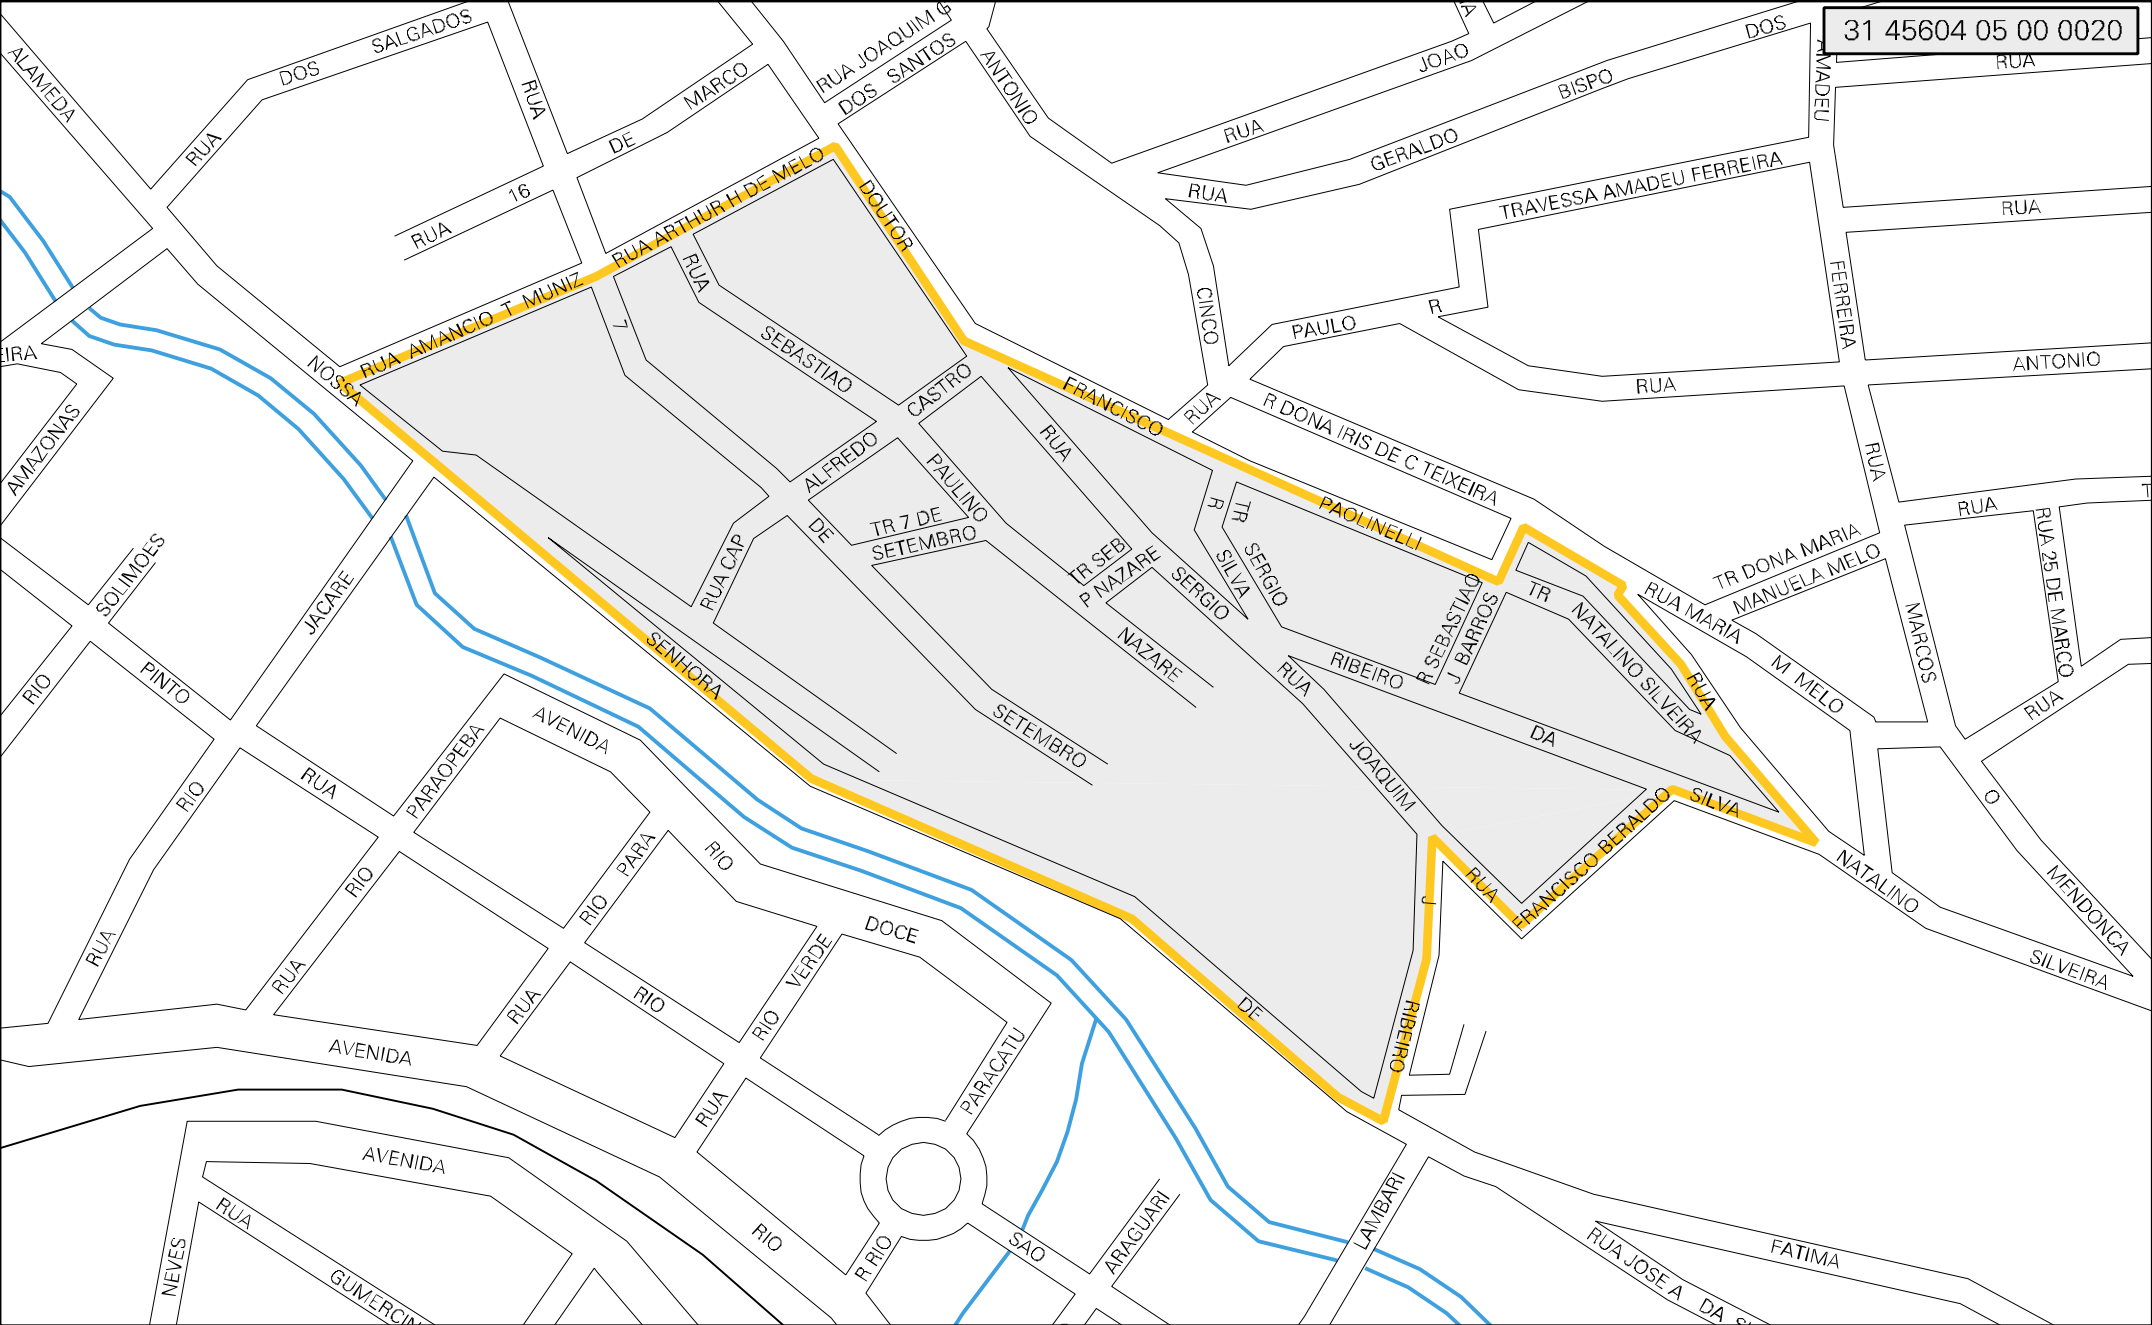 31 45604 05 00 0020
ALAMEDA
DOS
SALGADOS
RUA
RUA
DE
MARCO
16
RUA
RUA JOAQUIM G
DOS SANTOS
ANTONIO
JOAO
RUA
DOS
BISPO
GERALDO
RUA
AMADEU
RUA
TRAVESSA AMADEU FERREIRA
RUA
FERREIRA
R
PAULO
RUA
ANTONIO
CINCO
RUA
RUA ARTHUR H DE MELO
DOUTOR
RUA AMANCIO T MUNIZ
NOSSA
RUA
SEBASTIAO
7
CASTRO
ALFREDO
FRANCISCO
R DONA IRIS DE C TEIXEIRA
RUA
PAULINO
TR 7 DE
SETEMBRO
DE
RUA CAP
TR SEB
P NAZARE
NAZARE
SERGIO
R
SILVA
TR
SERGIO
PAOLINELLI
R SEBASTIAO
J BARROS
TR
NATALINO SILVEIRA
RUA
RIBEIRO
DA
SILVA
RUA
JOAQUIM
RUA
FRANCISCO BERALDO
J
RIBEIRO
SENHORA
SETEMBRO
DE
RUA MARIA
M MELO
TR DONA MARIA
MANUELA MELO
RUA
MARCOS
RUA
RUA 25 DE MARCO
RUA
O
MENDONCA
NATALINO
SILVEIRA
EIRA
AMAZONAS
SOLIMOES
JACARE
RIO
PINTO
RIO
RUA
RUA
PARAOPEBA
RIO
RUA
AVENIDA
RIO
DOCE
PARA
RIO
RUA
RIO
VERDE
RIO
RUA
PARACATU
AVENIDA
AVENIDA
RIO
R RIO
SAO
ARAGUARI
LAMBARI
FATIMA
RUA JOSE A DA
NEVES
RUA
GUMERCIN